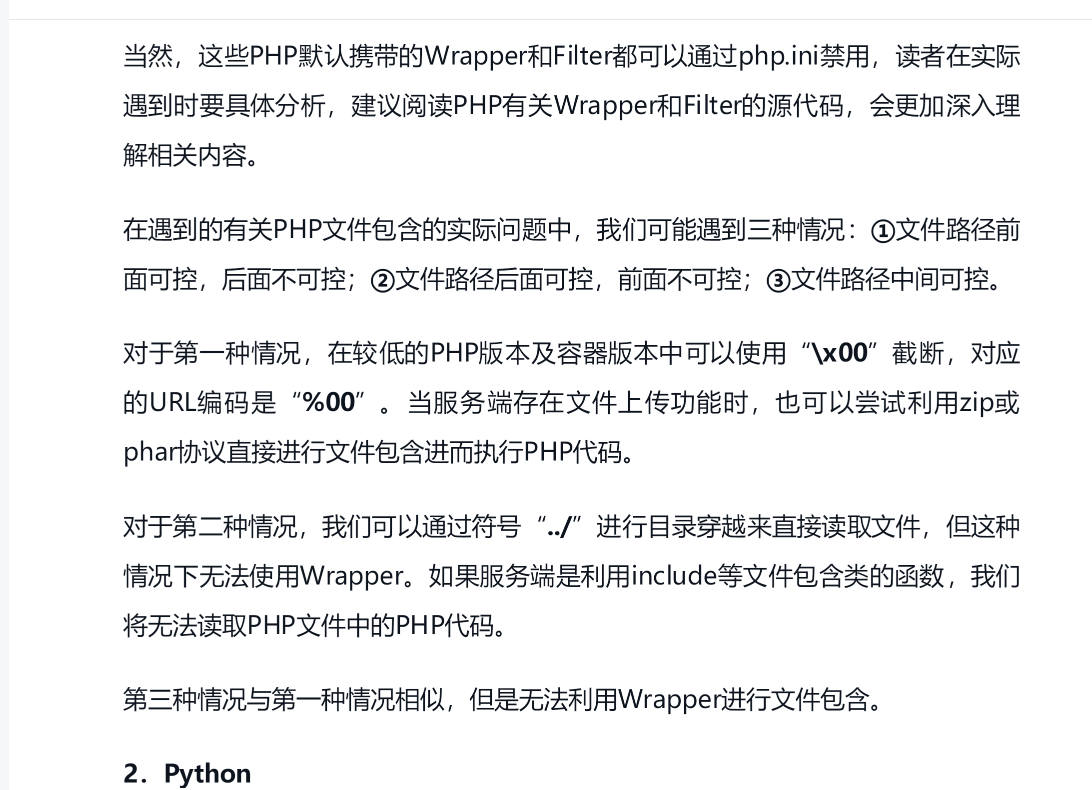 当然，这些PHP默认携带的Wrapper和Filter都可以通过php.ini禁用，读者在实际
遇到时要具体分析，建议阅读PHP有关Wrapper和Filter的源代码，会更加深入理
解相关内容。
在遇到的有关PHP文件包含的实际问题中，我们可能遇到三种情况：①文件路径前
面可控，后面不可控；②文件路径后面可控，前面不可控；③文件路径中间可控。
对于第一种情况，在较低的PHP版本及容器版本中可以使用“\x00”截断，对应
的URL编码是“%00”。当服务端存在文件上传功能时，也可以尝试利用zip或
phar协议直接进行文件包含进而执行PHP代码。
对于第二种情况，我们可以通过符号“../”进行目录穿越来直接读取文件，但这种
情况下无法使用Wrapper。如果服务端是利用include等文件包含类的函数，我们
将无法读取PHP文件中的PHP代码。
第三种情况与第一种情况相似，但是无法利用Wrapper进行文件包含。
2．Python